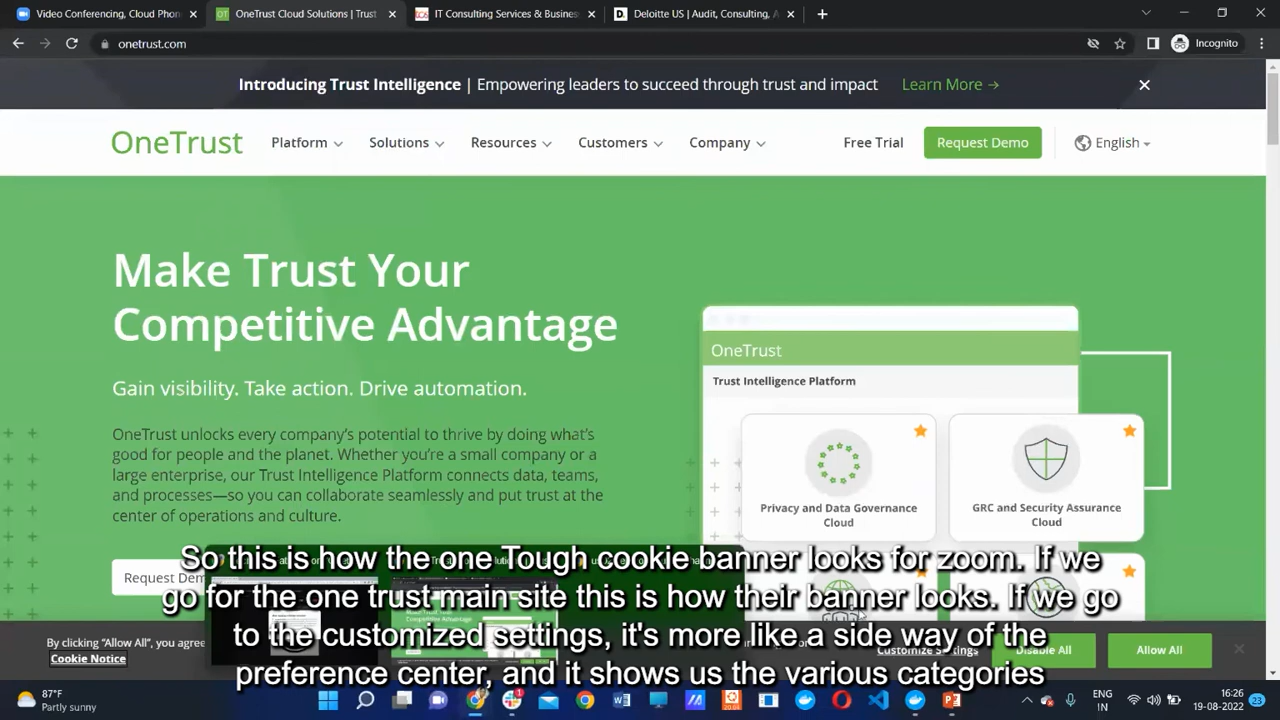 Video Conferencing, Cloud Phon
OneTrust Cloud Solutions | Trust
IT Consulting Services & Busines
Deloitte US | Audit, Consulting, A
onetrust.com
Incognito
Introducing Trust Intelligence | Empowering leaders to succeed through trust and impact
Learn More →
OneTrust
Platform
Solutions
Resources
Customers
Company
Free Trial
Request Demo
English
Make Trust Your
Competitive Advantage
Gain visibility. Take action. Drive automation.
OneTrust unlocks every company's potential to thrive by doing what's
good for people and the planet. Whether you're a small company or a
large enterprise, our Trust Intelligence Platform connects data, teams,
and processes—so you can collaborate seamlessly and put trust at the
center of operations and culture.
OneTrust
Trust Intelligence Platform
Privacy and Data Governance
Cloud
GRC and Security Assurance
Cloud
Request Demo
So this is how the one Tough cookie banner looks for zoom. If we
go for the one trust main site this is how their banner looks. If we go
to the customized settings, it's more like a side way of the
preference center, and it shows us the various categories
By clicking “Allow All”, you agree
Cookie Notice
Customize Settings
Disable All
Allow All
87°F
Partly sunny
ENG
IN
16:26
19-08-2022
23